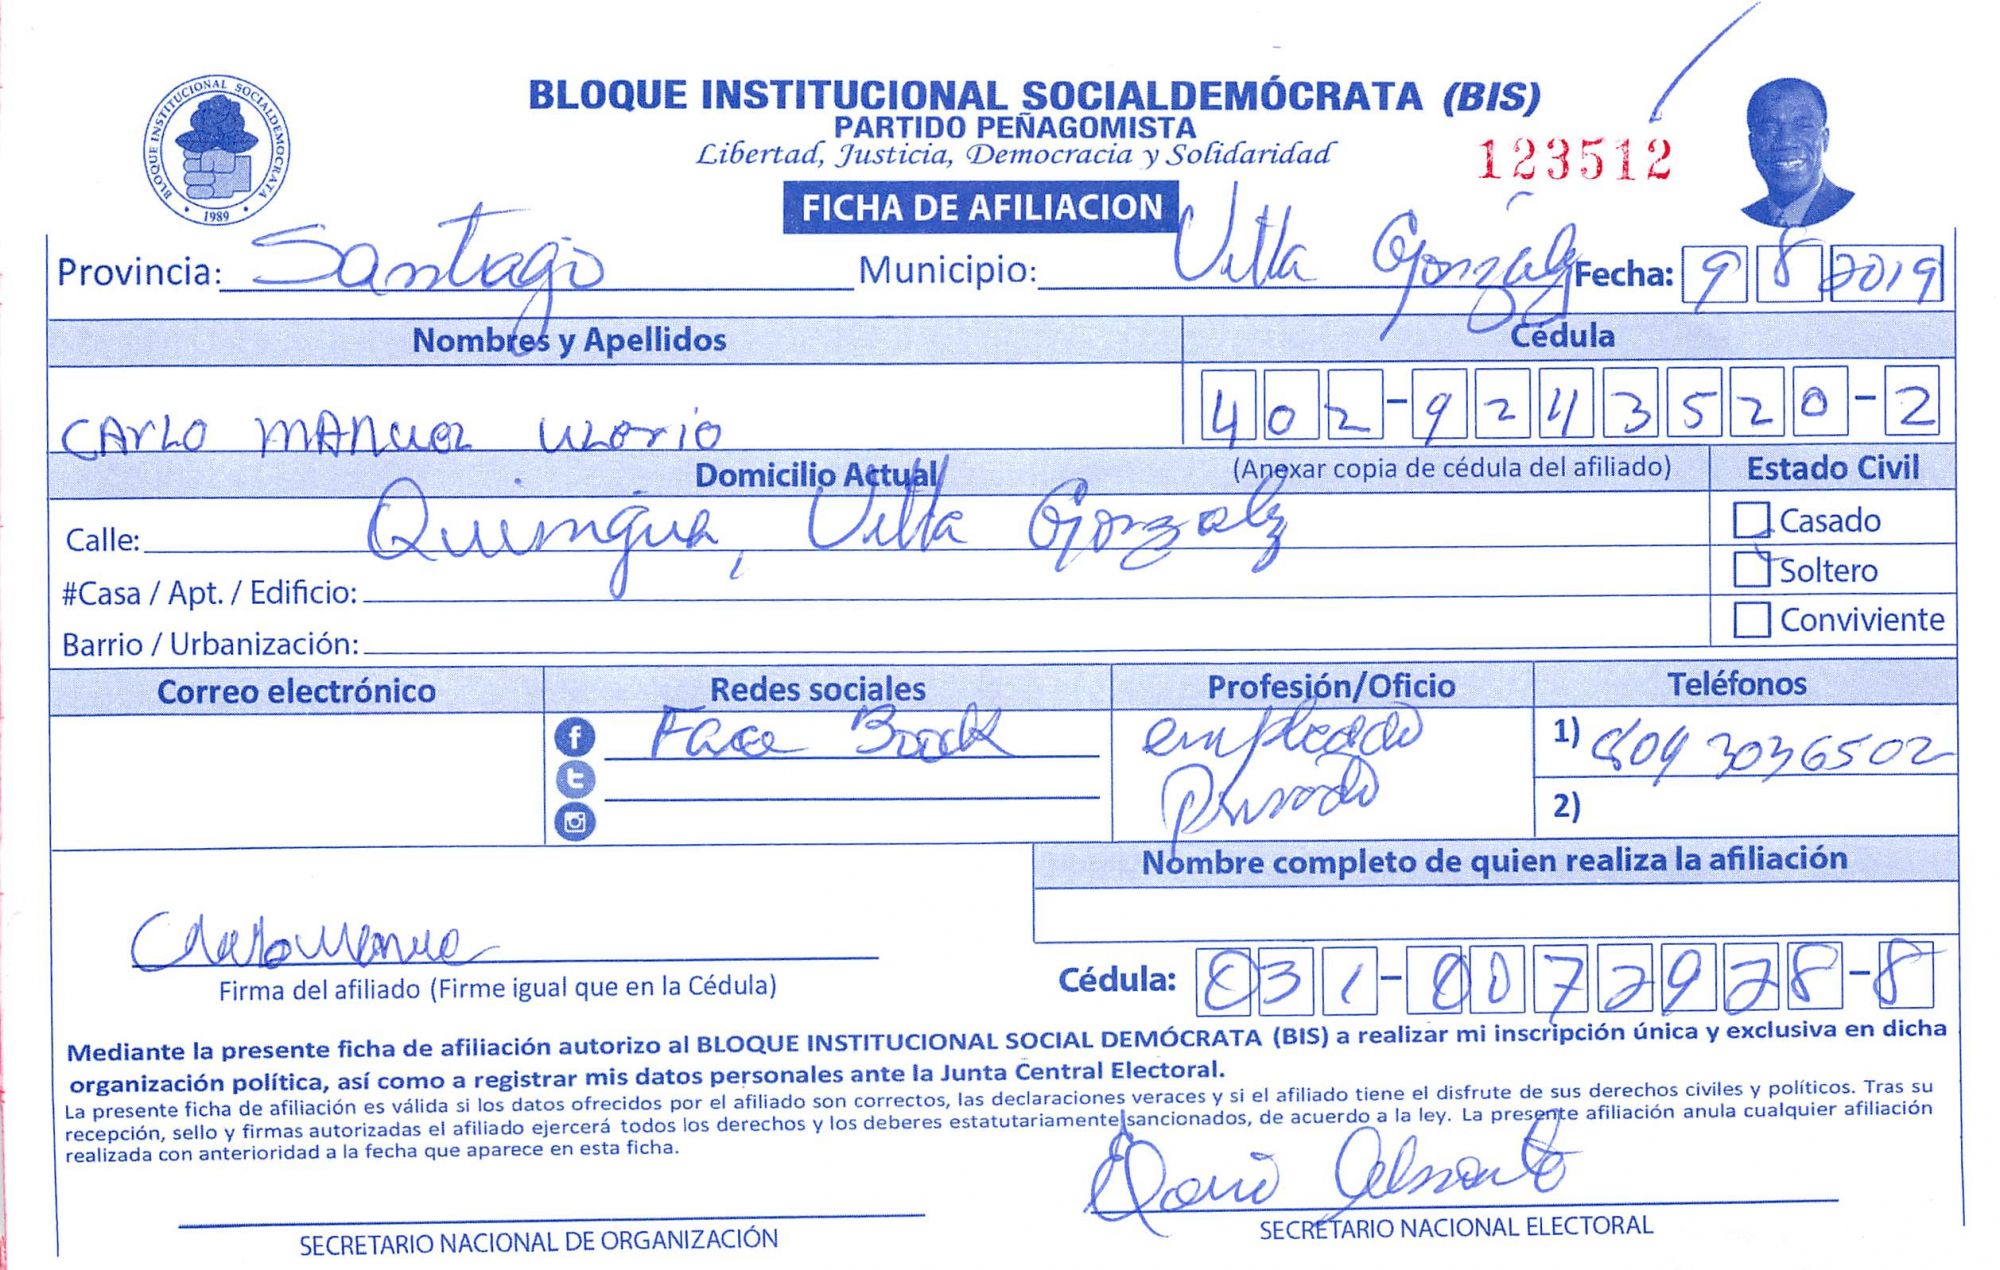 BLOQUE INSTITUCIONAL SOCIALDEMÓCRATA
1989
BLOQUE INSTITUCIONAL SOCIALDEMÓCRATA (BIS)
PARTIDO PEÑAGOMISTA
Libertad, Justicia, Democracia y Solidaridad
123512
FICHA DE AFILIACION
Provincia: Santiago Municipio: Villa González Fecha: 9 8 2019
Nombres y Apellidos Cédula
CARLO MANUEL ULORIO 402-9243520-2
Domicilio Actual (Anexar copia de cédula del afiliado) Estado Civil
Calle: Quinigua, Villa González Casado
#Casa / Apt. / Edificio: Soltero
Barrio / Urbanización: Conviviente
Correo electrónico Redes sociales Profesión/Oficio Teléfonos
Face Boock empleado 1) 809 3036502
privado 2)
Nombre completo de quien realiza la afiliación
Firma del afiliado (Firme igual que en la Cédula) Cédula: 031-0072928-8
Mediante la presente ficha de afiliación autorizo al BLOQUE INSTITUCIONAL SOCIAL DEMÓCRATA (BIS) a realizar mi inscripción única y exclusiva en dicha
organización política, así como a registrar mis datos personales ante la Junta Central Electoral.
La presente ficha de afiliación es válida si los datos ofrecidos por el afiliado son correctos, las declaraciones veraces y si el afiliado tiene el disfrute de sus derechos civiles y políticos. Tras su
recepción, sello y firmas autorizadas el afiliado ejercerá todos los derechos y los deberes estatutariamente sancionados, de acuerdo a la ley. La presente afiliación anula cualquier afiliación
realizada con anterioridad a la fecha que aparece en esta ficha.
SECRETARIO NACIONAL DE ORGANIZACIÓN SECRETARIO NACIONAL ELECTORAL